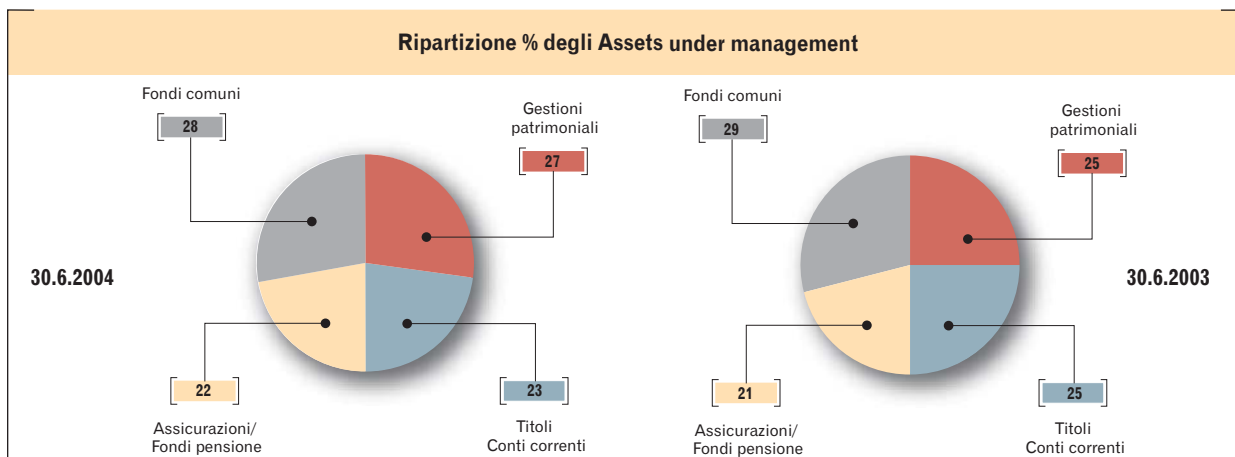 Ripartizione % degli Assets under management
30.6.2004
Fondi comuni
28
Gestioni
patrimoniali
27
22
Assicurazioni/
Fondi pensione
23
Titoli
Conti correnti
Fondi comuni
29
Gestioni
patrimoniali
25
21
Assicurazioni/
Fondi pensione
25
Titoli
Conti correnti
30.6.2003